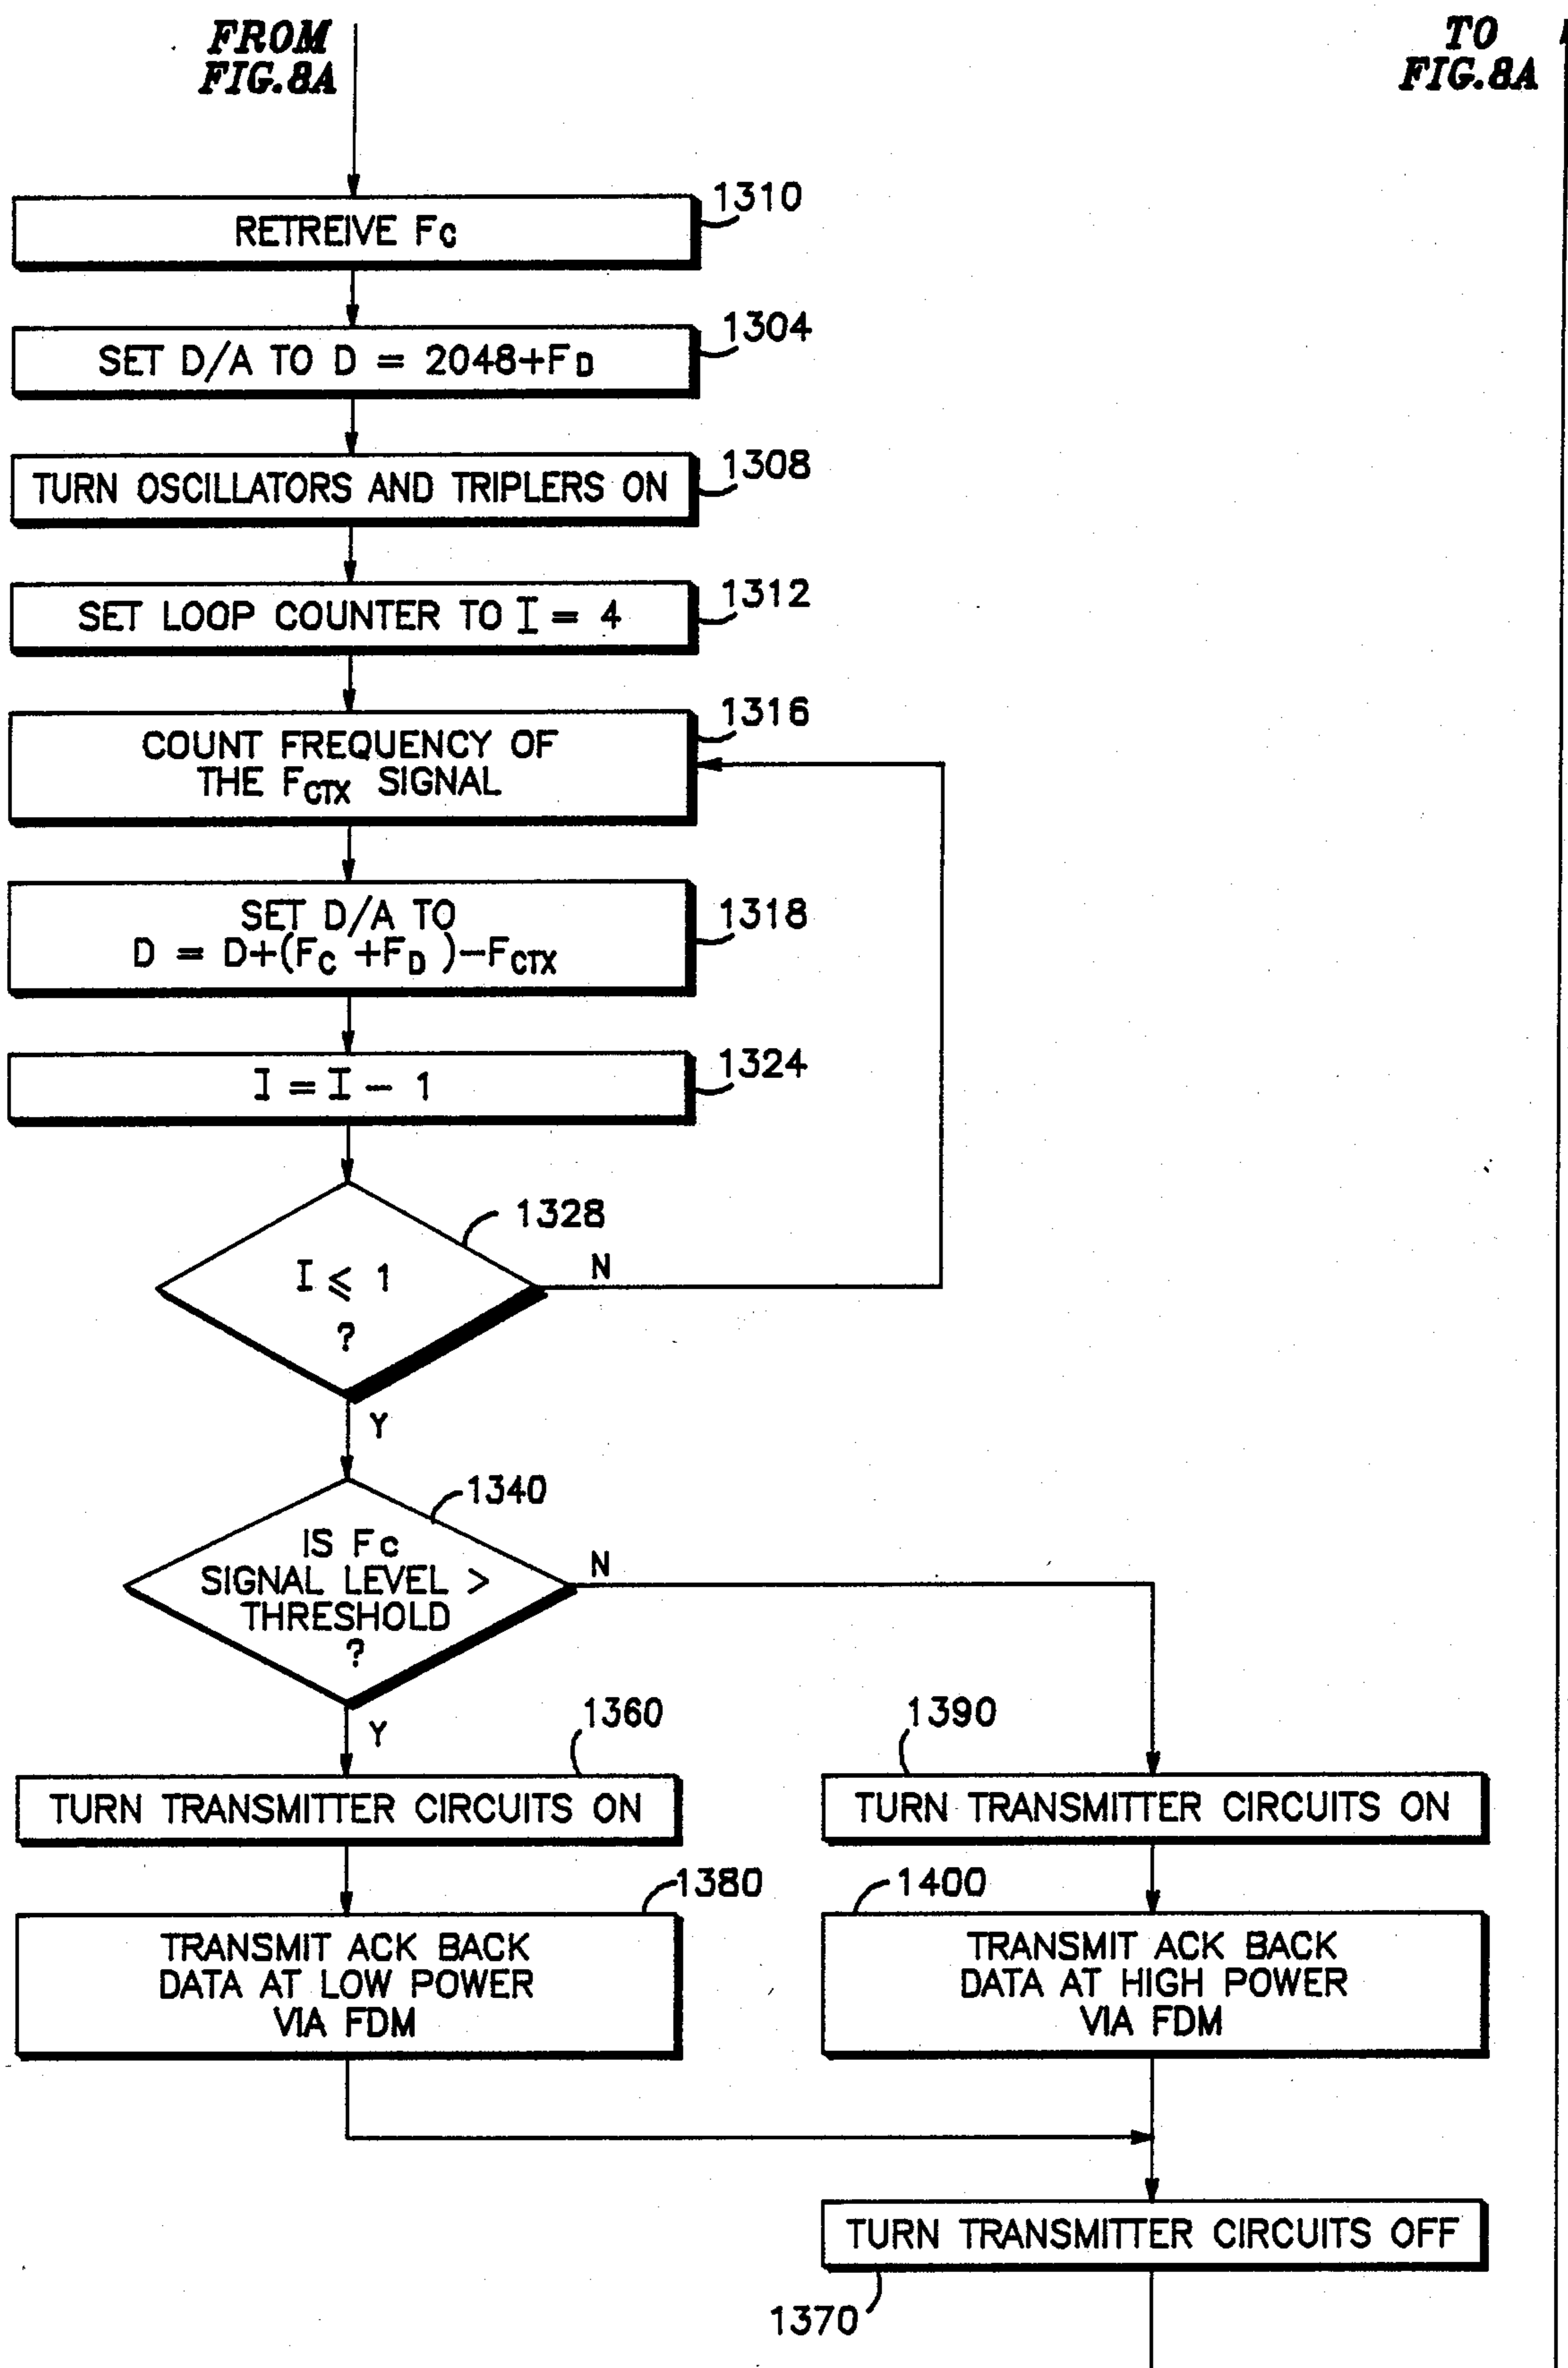 FROM
FIG.8A
TO
FIG.8A
RETREIVE FC
1310
SET D/A TO D = 2048+FD
1304
TURN OSCILLATORS AND TRIPLERS ON
1308
SET LOOP COUNTER TO I = 4
1312
COUNT FREQUENCY OF
THE FCTX SIGNAL
1316
SET D/A TO
D = D+(FC +FD )-FCTX
1318
I = I - 1
1324
I ⩽ 1
?
1328
N
Y
IS FC
SIGNAL LEVEL >
THRESHOLD
?
1340
N
Y
1360
TURN TRANSMITTER CIRCUITS ON
1390
TURN TRANSMITTER CIRCUITS ON
1380
TRANSMIT ACK BACK
DATA AT LOW POWER
VIA FDM
1400
TRANSMIT ACK BACK
DATA AT HIGH POWER
VIA FDM
TURN TRANSMITTER CIRCUITS OFF
1370